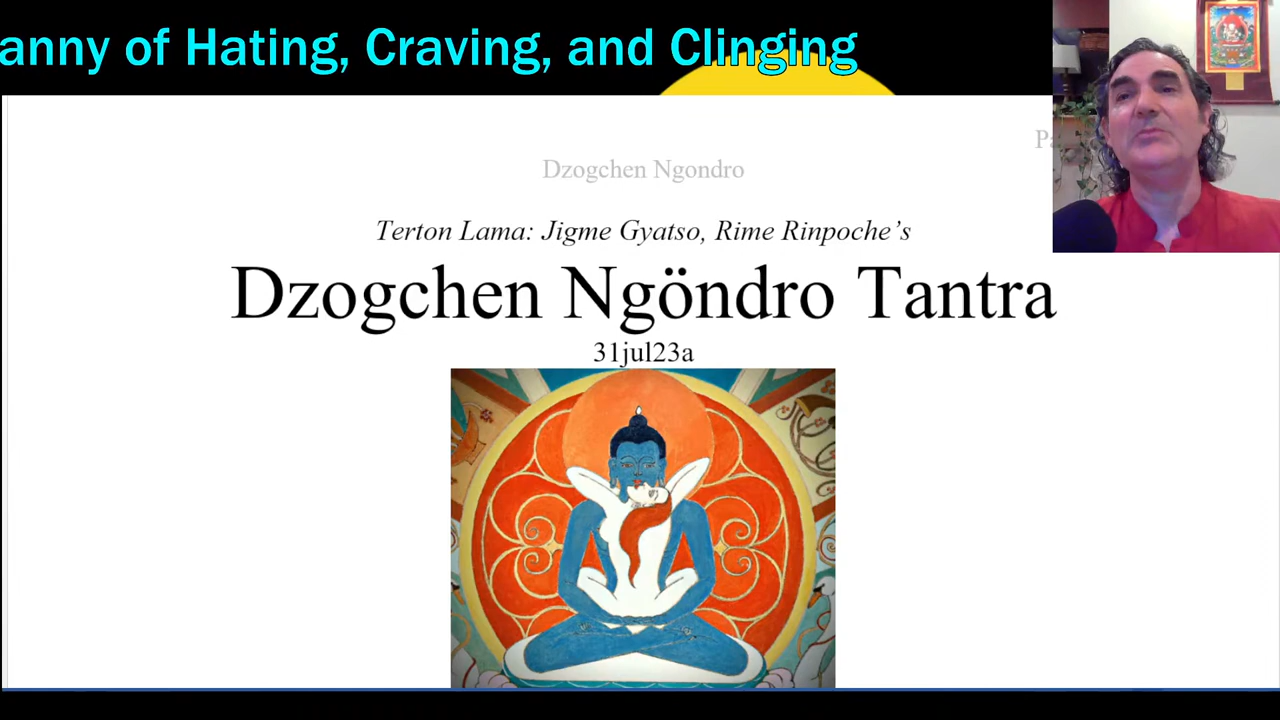 anny of Hating, Craving, and Clinging
Dzogchen Ngondro
Terton Lama: Jigme Gyatso, Rime Rinpoche’s
Dzogchen Ngöndro Tantra
31jul23a